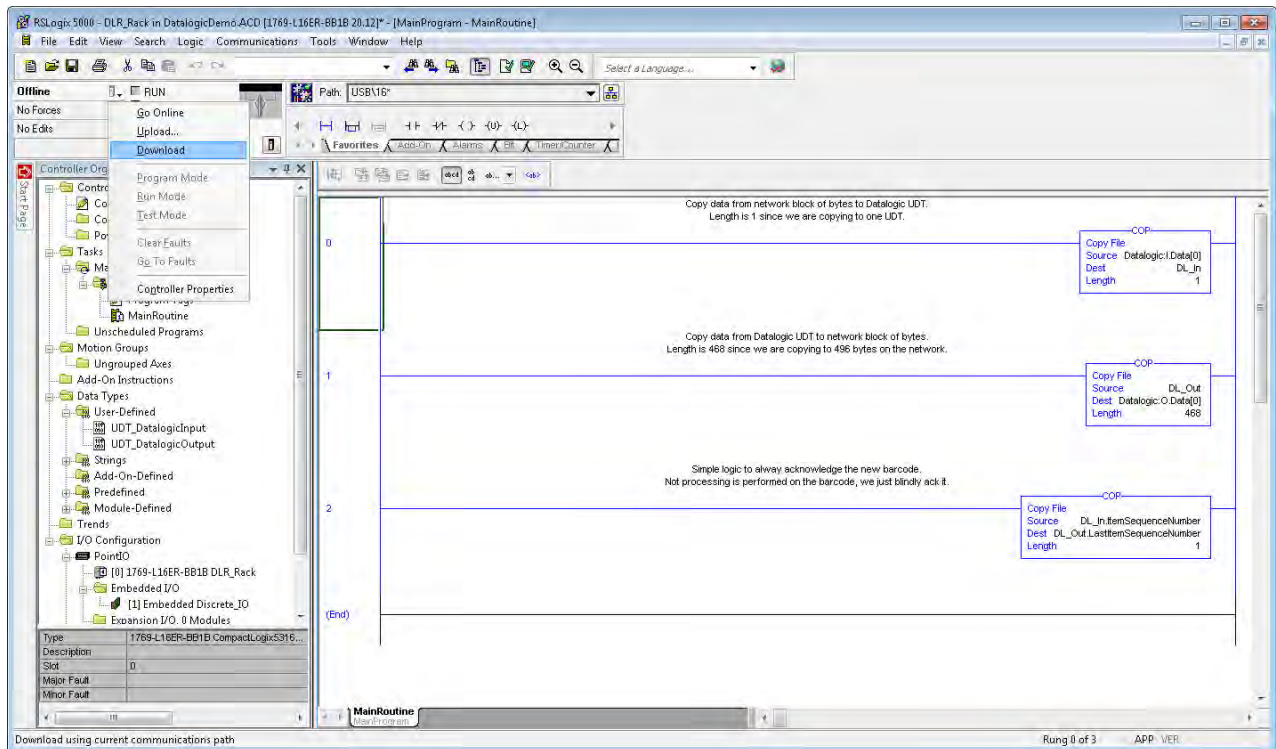 RSLogix 5000 - DLR_Rack in DatalogicDemo.ACD [1769-L16ER-BB1B 20.12]* - [MainProgram - MainRoutine]
File Edit View Search Logic Communications Tools Window Help
Select a Language...
Offline
RUN
Path: USB\16*
No Forces
No Edits
Go Online
Upload...
Download
Program Mode
Run Mode
Test Mode
Clear Faults
Go To Faults
Controller Properties
Favorites Add-On Alarms Bit Timer/Counter
Start Page
Controller Org
Contro
Co
Co
Po
Tasks
Ma
Program Tags
MainRoutine
Unscheduled Programs
Motion Groups
Ungrouped Axes
Add-On Instructions
Data Types
User-Defined
UDT_DatalogicInput
UDT_DatalogicOutput
Strings
Add-On-Defined
Predefined
Module-Defined
Trends
I/O Configuration
PointIO
[0] 1769-L16ER-BB1B DLR_Rack
Embedded I/O
[1] Embedded Discrete_IO
Expansion I/O, 0 Modules
Type 1769-L16ER-BB1B CompactLogix5316...
Description
Slot 0
Major Fault
Minor Fault
Copy data from network block of bytes to Datalogic UDT.
Length is 1 since we are copying to one UDT.
0
COP
Copy File
Source Datalogic:I.Data[0]
Dest DL_In
Length 1
Copy data from Datalogic UDT to network block of bytes.
Length is 468 since we are copying to 496 bytes on the network.
1
COP
Copy File
Source DL_Out
Dest Datalogic:O.Data[0]
Length 468
Simple logic to alway acknowledge the new barcode.
Not processing is performed on the barcode, we just blindly ack it.
2
COP
Copy File
Source DL_In.ItemSequenceNumber
Dest DL_Out.LastItemSequenceNumber
Length 1
(End)
MainRoutine
MainProgram
Download using current communications path
Rung 0 of 3 APP VER